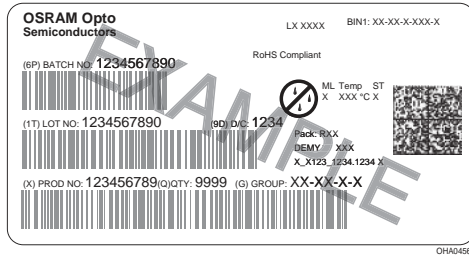 OSRAM Opto
Semiconductors
LX XXXX
BIN1: XX-XX-X-XXX-X
RoHS Compliant
(6P) BATCH NO: 1234567890
ML Temp ST
X XXX °C X
(1T) LOT NO: 1234567890
(9D) D/C: 1234
Pack: RXX
DEMY XXX
X_X123_1234.1234 X
(X) PROD NO: 123456789(Q)QTY: 9999 (G) GROUP: XX-XX-X-X
EXAMPLE
OHA04563